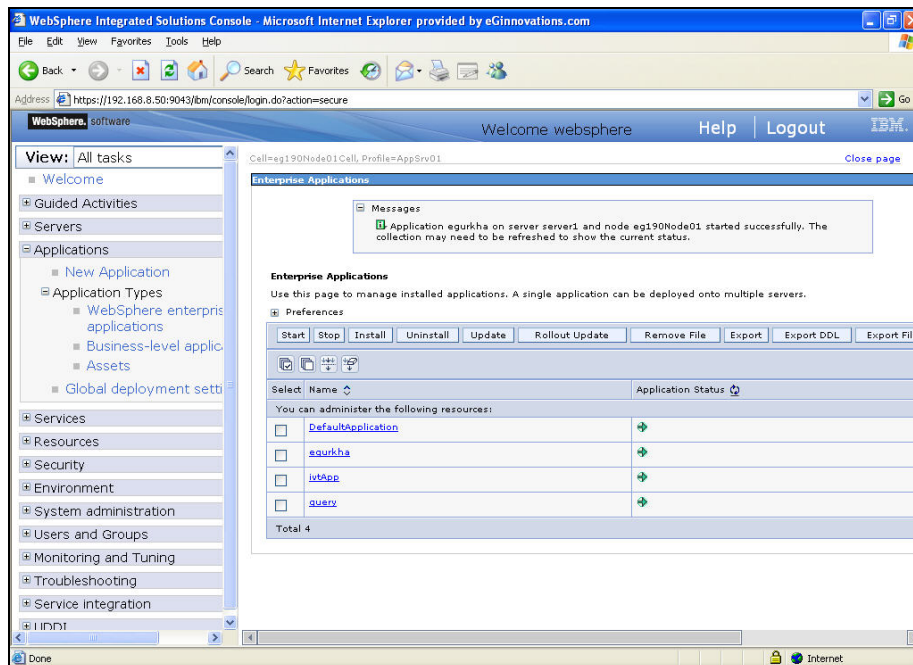 WebSphere Integrated Solutions Console - Microsoft Internet Explorer provided by eGinnovations.com
File Edit View Favorites Tools Help
Back Search Favorites
Address https://192.168.8.50:9043/ibm/console/login.do?action=secure Go
WebSphere. software Welcome websphere Help Logout IBM.
View: All tasks
Welcome
Guided Activities
Servers
Applications
New Application
Application Types
WebSphere enterpris
applications
Business-level applic
Assets
Global deployment setti
Services
Resources
Security
Environment
System administration
Users and Groups
Monitoring and Tuning
Troubleshooting
Service integration
UDDI
Cell=eg190Node01Cell, Profile=AppSrv01 Close page
Enterprise Applications
Messages
Application egurkha on server server1 and node eg190Node01 started successfully. The
collection may need to be refreshed to show the current status.
Enterprise Applications
Use this page to manage installed applications. A single application can be deployed onto multiple servers.
Preferences
Start Stop Install Uninstall Update Rollout Update Remove File Export Export DDL Export Fil
Select Name Application Status
You can administer the following resources:
DefaultApplication
egurkha
ivtApp
query
Total 4
Done Internet